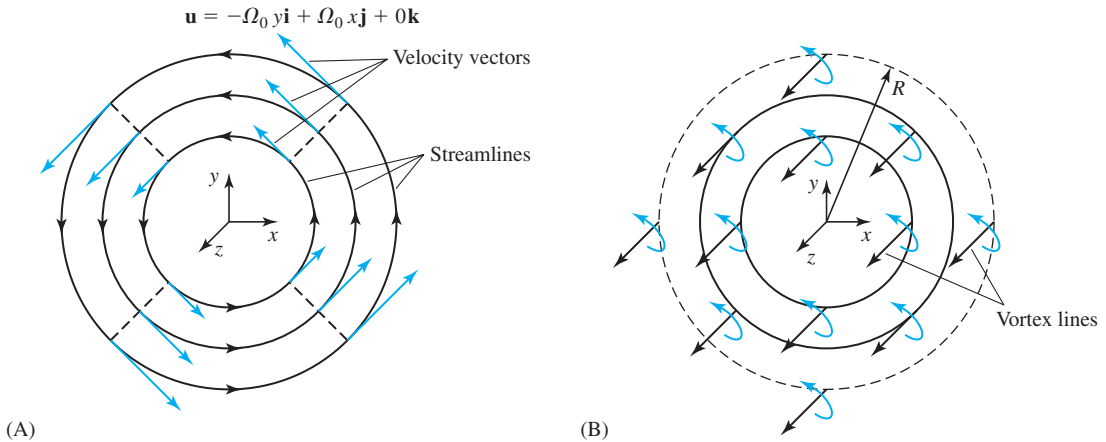 u = −Ω₀ yi + Ω₀ xj + 0k
Velocity vectors
Streamlines
y
x
z
(A)
R
y
x
z
Vortex lines
(B)